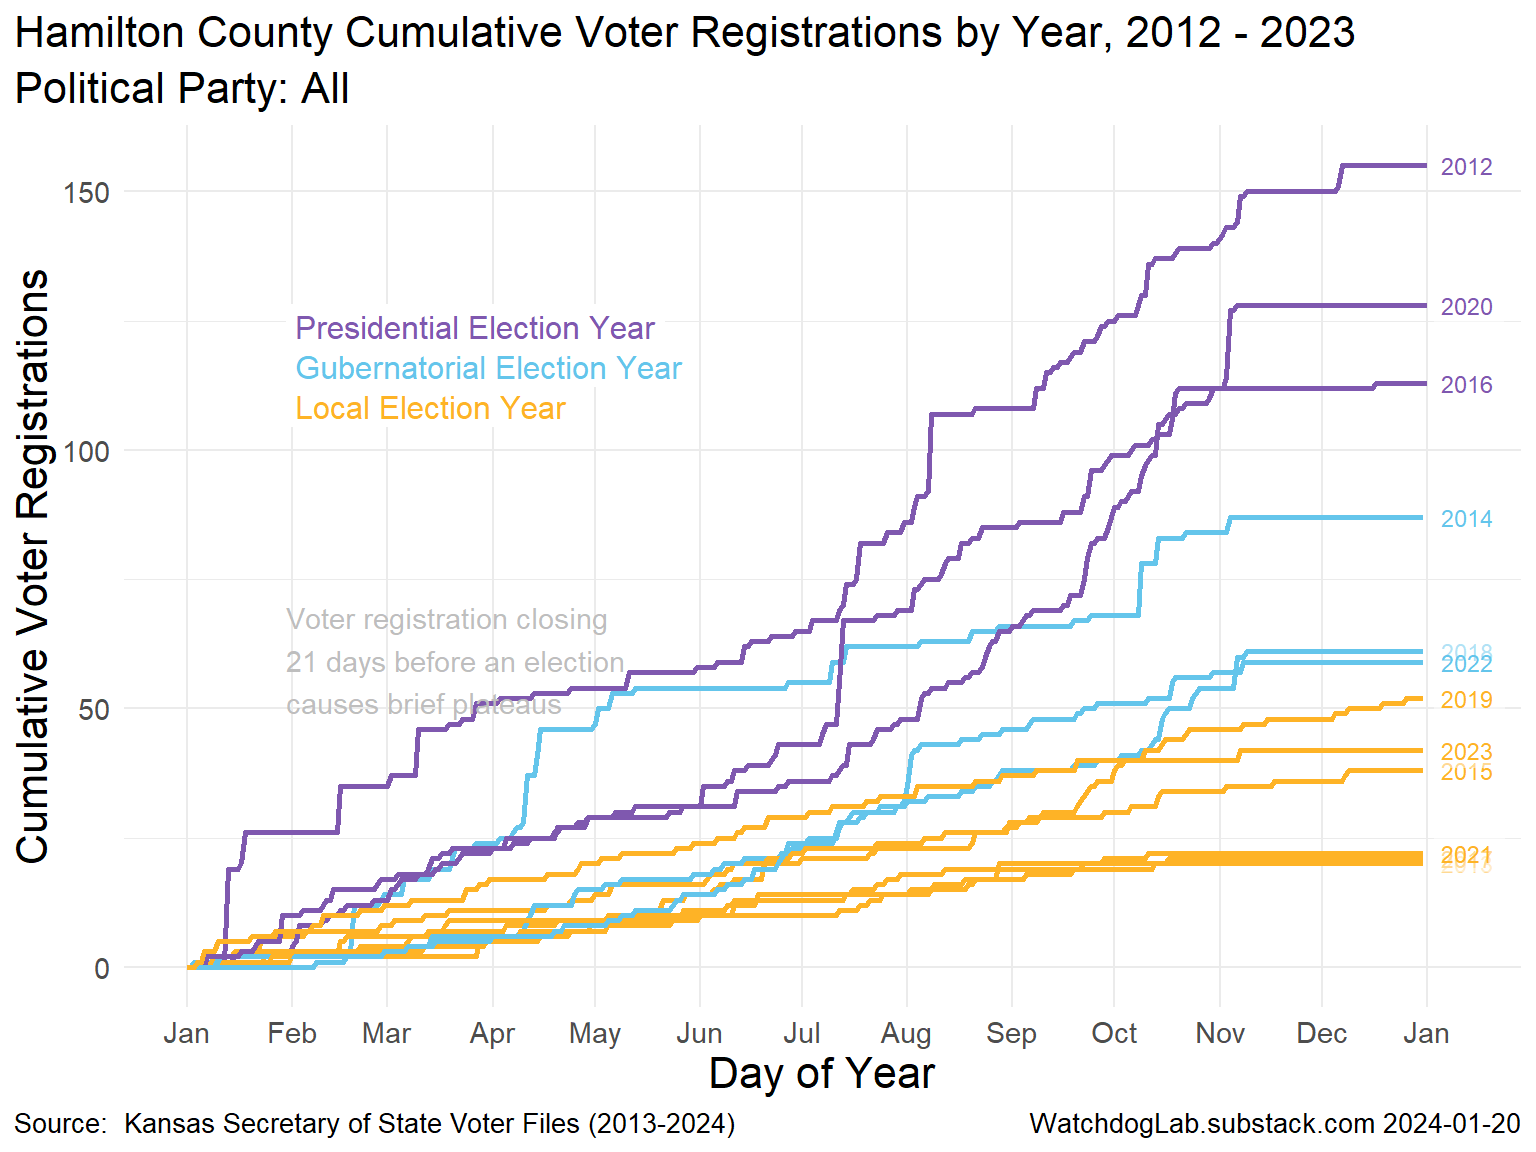 Hamilton County Cumulative Voter Registrations by Year, 2012 - 2023
Political Party: All
Cumulative Voter Registrations
150
100
50
0
Presidential Election Year
Gubernatorial Election Year
Local Election Year
Voter registration closing
21 days before an election
causes brief plateaus
2012
2020
2016
2014
2018
2022
2019
2023
2015
2021
Jan Feb Mar Apr May Jun Jul Aug Sep Oct Nov Dec Jan
Day of Year
Source:  Kansas Secretary of State Voter Files (2013-2024)
WatchdogLab.substack.com 2024-01-20